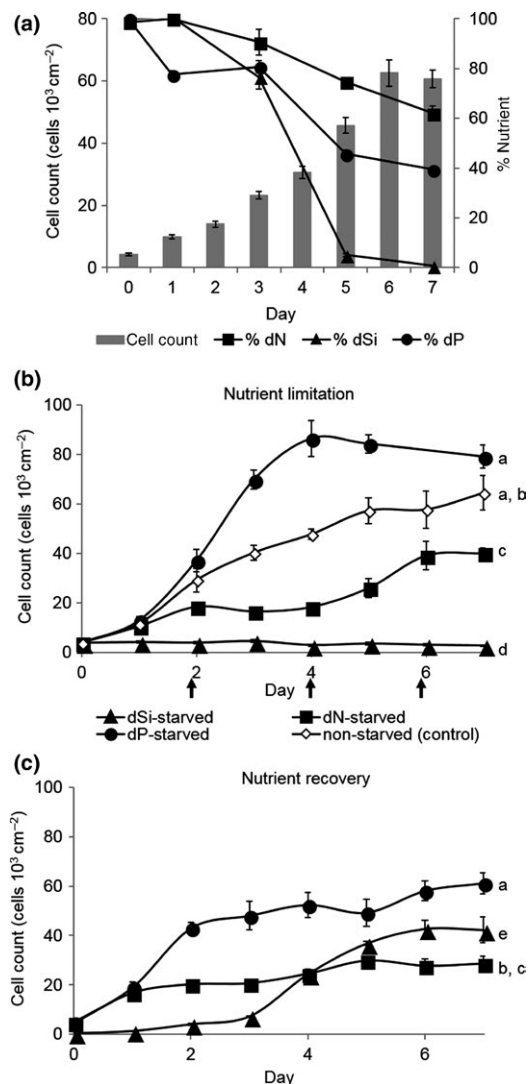 (a)
80
60
40
20
0
Cell count (cells 10³ cm⁻²)
100
80
60
40
20
0
% Nutrient
0 1 2 3 4 5 6 7
Day
Cell count % dN % dSi % dP
(b)
Nutrient limitation
100
80
60
40
20
0
Cell count (cells 10³ cm⁻²)
a
a, b
c
d
0 2 4 6
Day
dSi-starved dN-starved
dP-starved non-starved (control)
(c)
Nutrient recovery
100
80
60
40
20
0
Cell count (cells 10³ cm⁻²)
a
e
b, c
0 2 4 6
Day